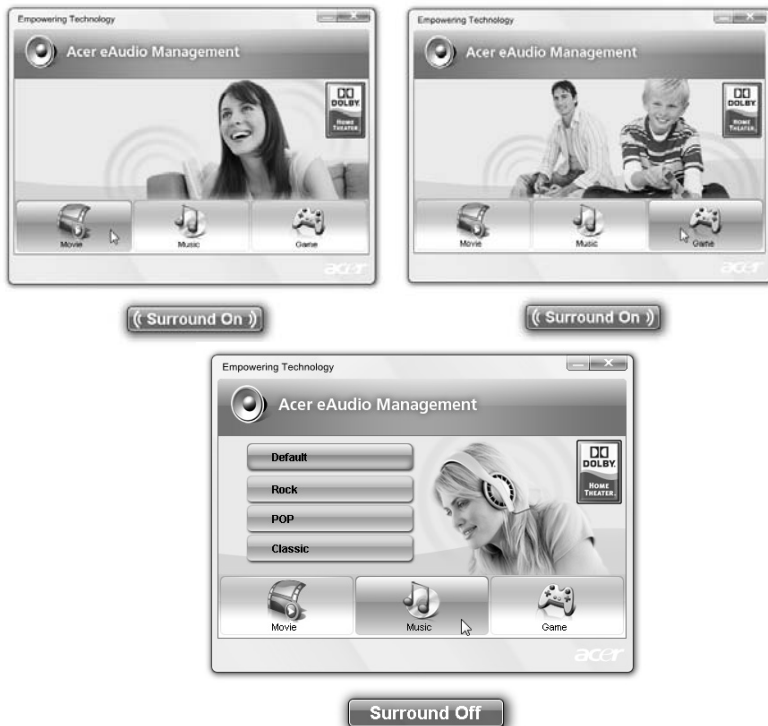 Empowering Technology
Acer eAudio Management
DOLBY
HOME THEATER
Movie
Music
Game
acer
(( Surround On ))
Empowering Technology
Acer eAudio Management
DOLBY
HOME THEATER
Movie
Music
Game
acer
(( Surround On ))
Empowering Technology
Acer eAudio Management
Default
Rock
POP
Classic
DOLBY
HOME
THEATER
Movie
Music
Game
acer
Surround Off